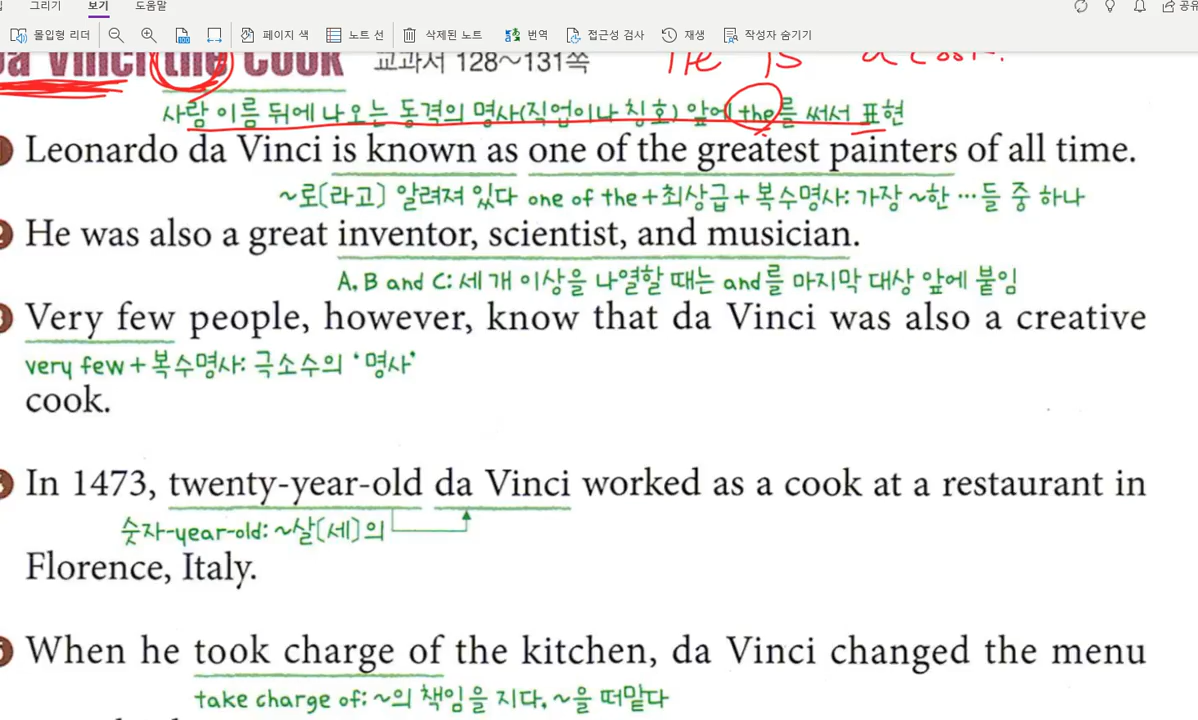 그리기 보기 도움말 공유
몰입형 리더 페이지 색 노트 선 삭제된 노트 번역 접근성 검사 재생 작성자 숨기기
da Vinci the Cook 교과서 128~131쪽 He is a cook.
사람 이름 뒤에 나오는 동격의 명사(직업이나 칭호) 앞에 the를 써서 표현
Leonardo da Vinci is known as one of the greatest painters of all time.
~로[라고] 알려져 있다 one of the+최상급+복수명사: 가장 ~한 …들 중 하나
2 He was also a great inventor, scientist, and musician.
A, B and C: 세 개 이상을 나열할 때는 and를 마지막 대상 앞에 붙임
3 Very few people, however, know that da Vinci was also a creative
very few+복수명사: 극소수의 '명사'
cook.
In 1473, twenty-year-old da Vinci worked as a cook at a restaurant in
숫자-year-old: ~살[세]의
Florence, Italy.
When he took charge of the kitchen, da Vinci changed the menu
take charge of: ~의 책임을 지다, ~을 떠맡다